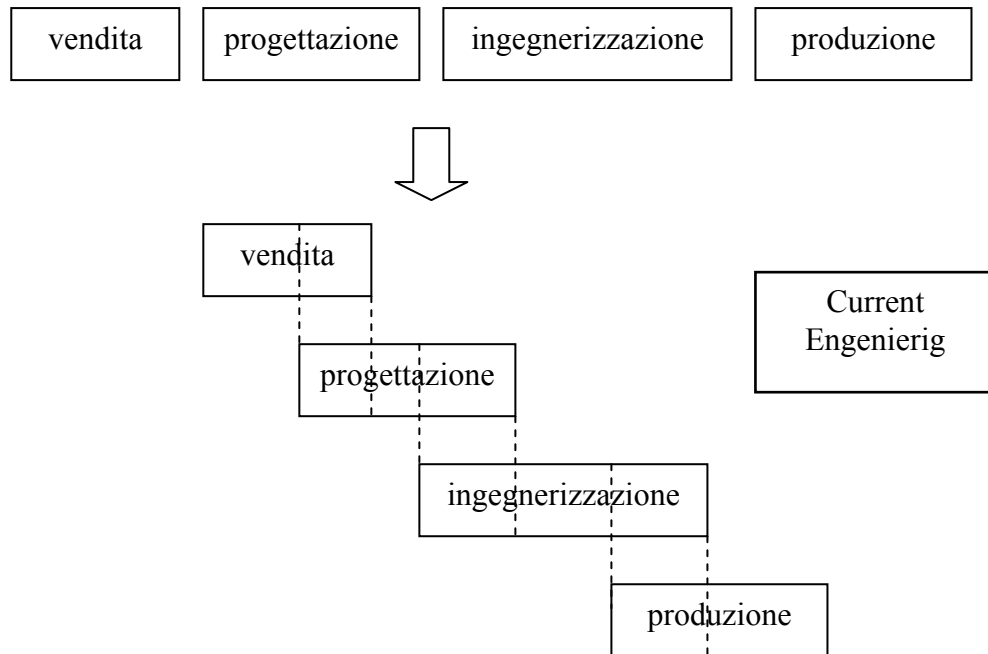 vendita
progettazione
ingegnerizzazione
produzione
vendita
Current
Engenierig
progettazione
ingegnerizzazione
produzione